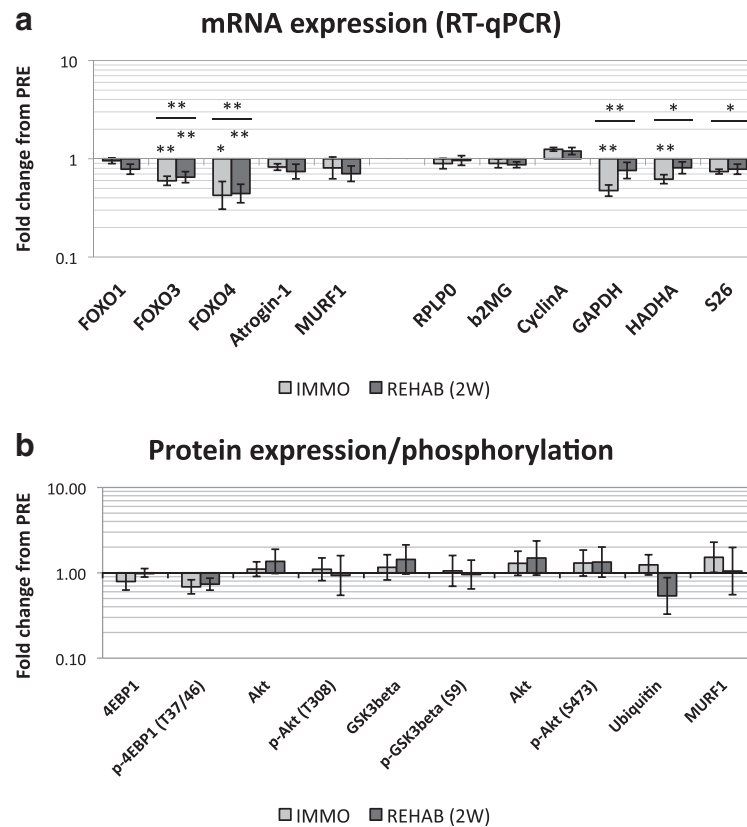 a
mRNA expression (RT-qPCR)
Fold change from PRE
10
1
0.1
** ** ** * *
** ** ** ** **
*
FOXO1 FOXO3 FOXO4 Atrogin-1 MURF1 RPLP0 b2MG CyclinA GAPDH HADHA S26
IMMO REHAB (2W)
b
Protein expression/phosphorylation
Fold change from PRE
10.00
1.00
0.10
4EBP1 p-4EBP1 (T37/46) Akt p-Akt (T308) GSK3beta p-GSK3beta (S9) Akt p-Akt (S473) Ubiquitin MURF1
IMMO REHAB (2W)